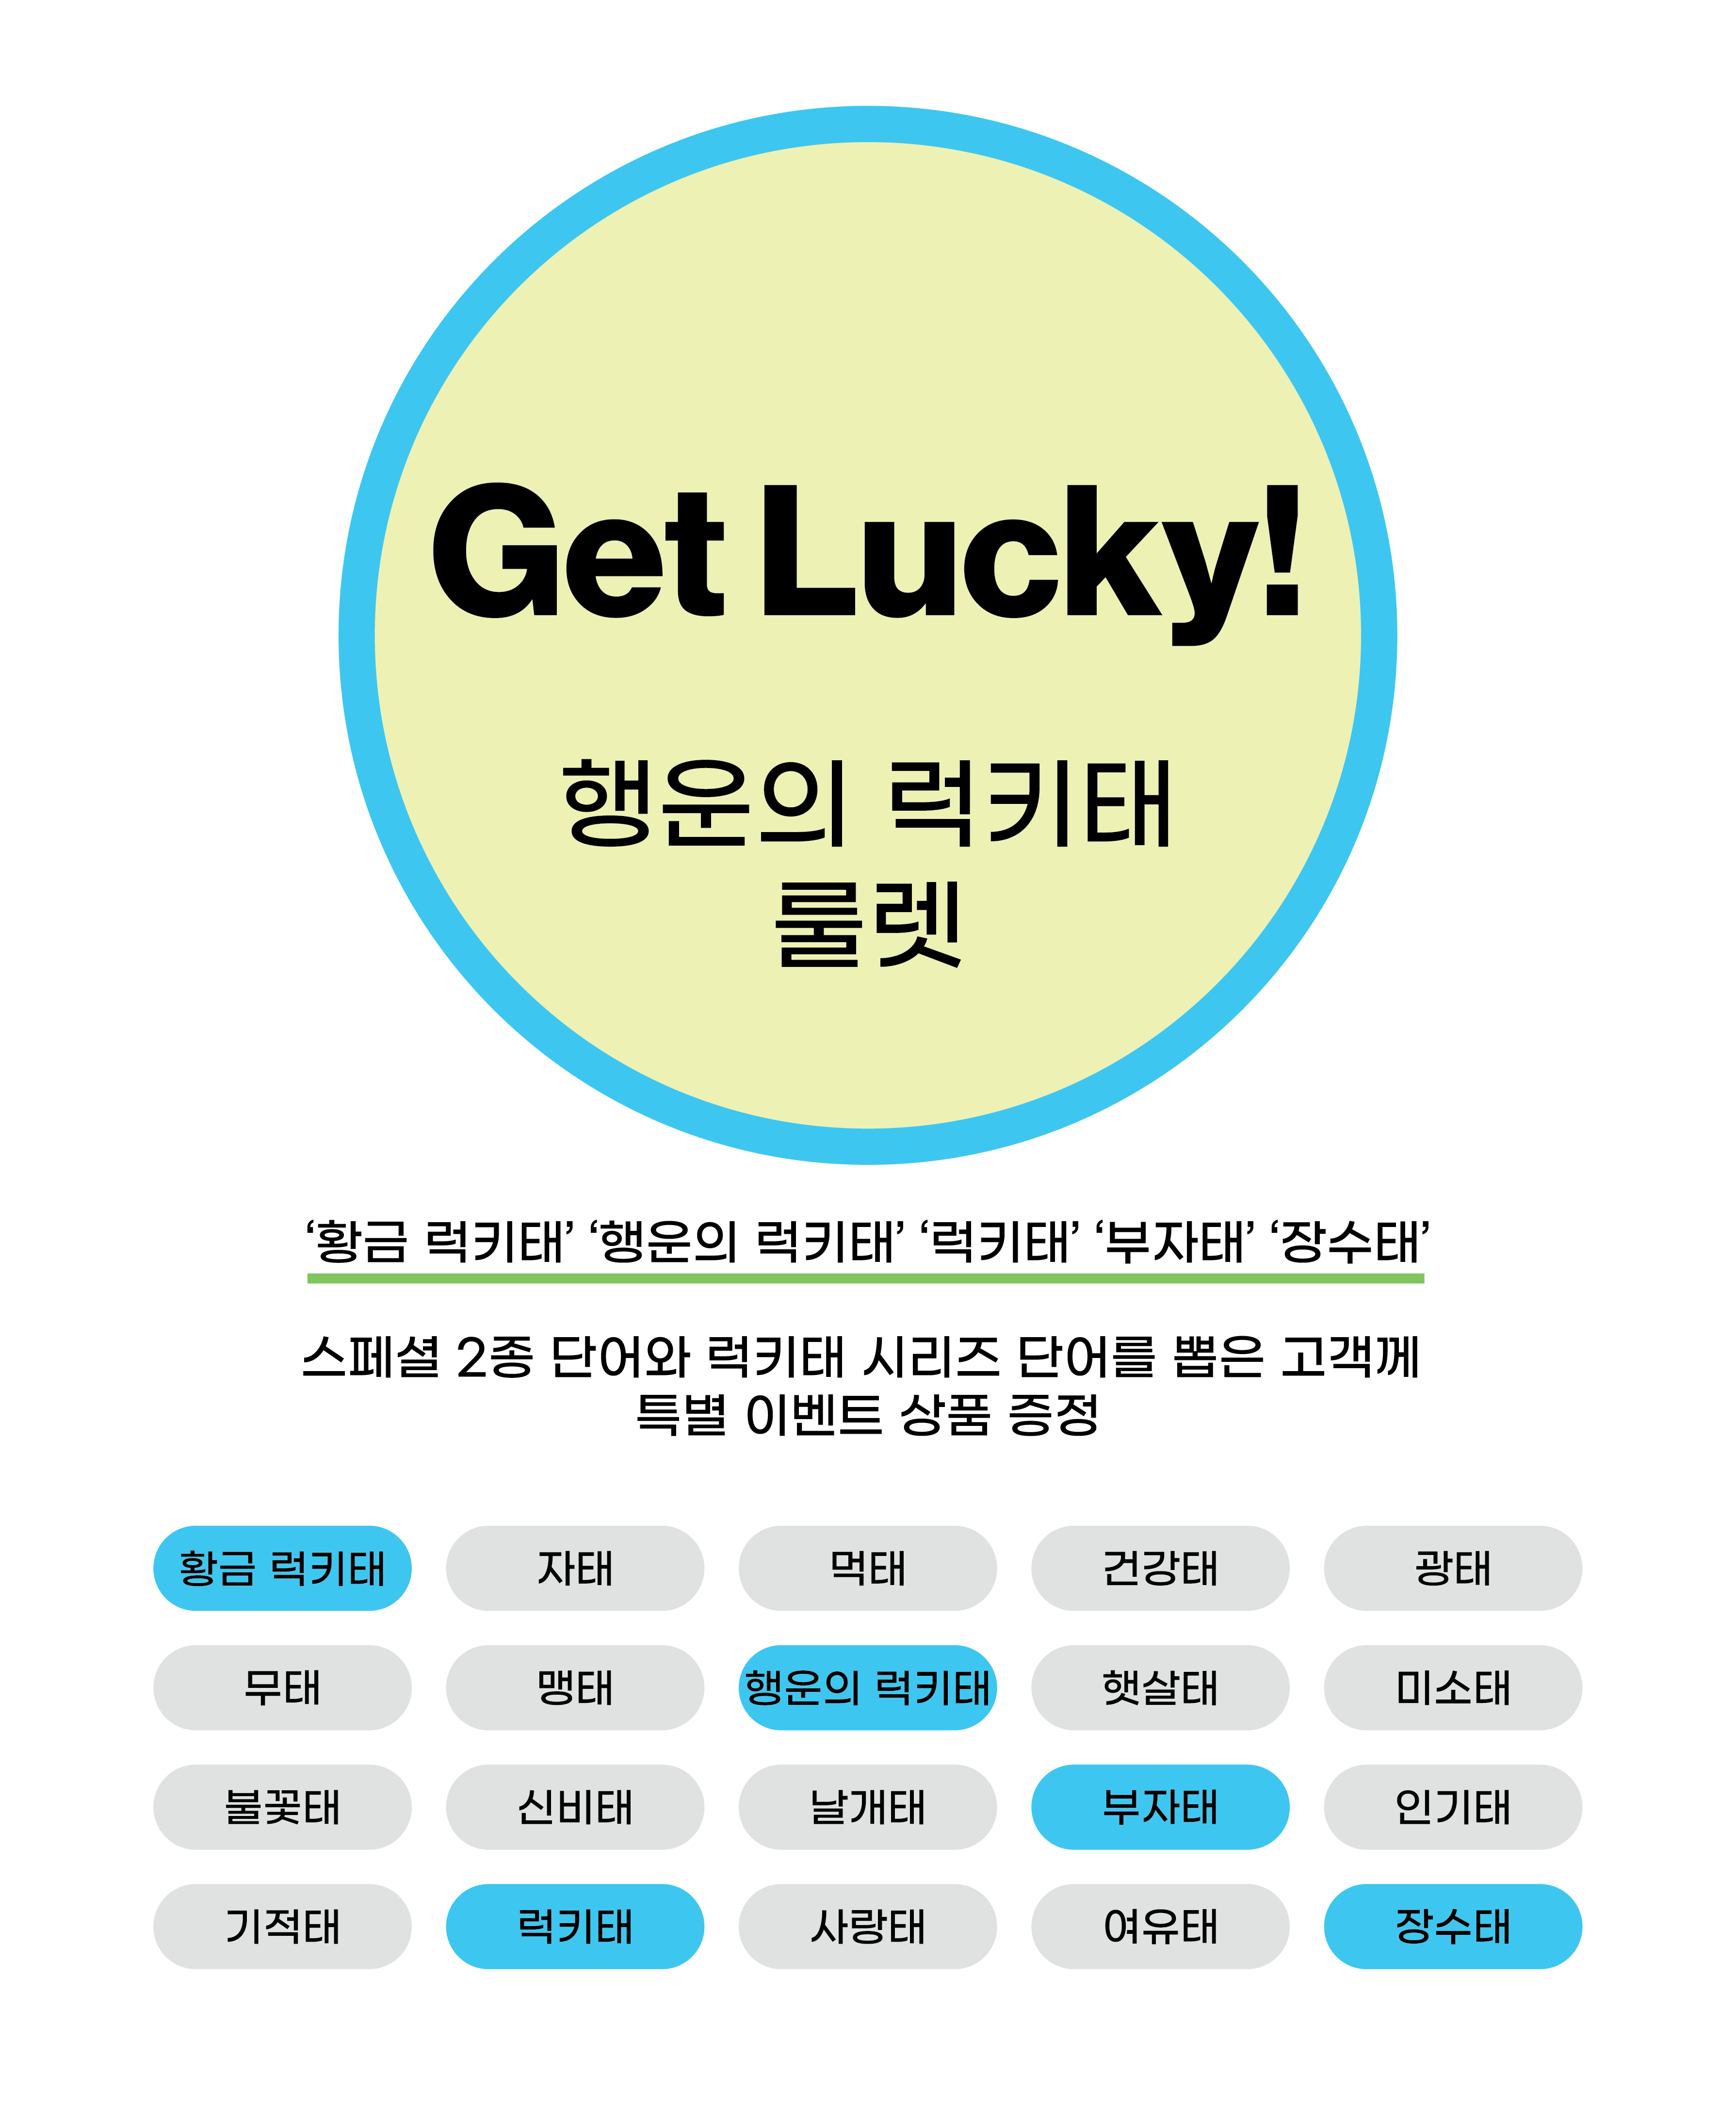 Get Lucky!
행운의 럭키태
룰렛
‘황금 럭키태’ ‘행운의 럭키태’ ‘럭키태’ ‘부자태’ ‘장수태’
스페셜 2종 단어와 럭키태 시리즈 단어를 뽑은 고객께
특별 이벤트 상품 증정
황금 럭키태 자태 먹태 건강태 광태
무태 맹태 행운의 럭키태 햇살태 미소태
불꽃태 신비태 날개태 부자태 인기태
기적태 럭키태 사랑태 여유태 장수태